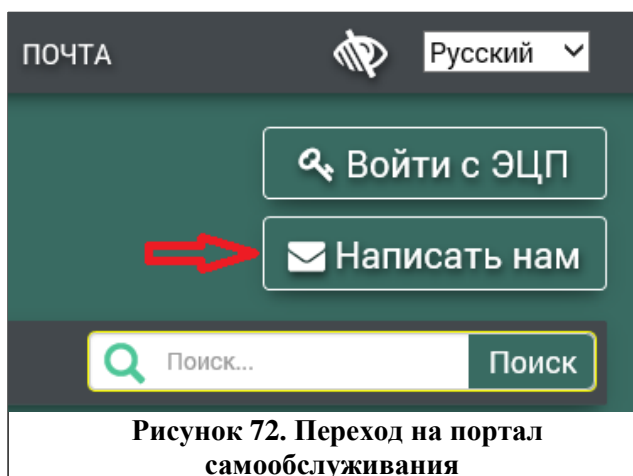 ПОЧТА
Русский
Войти с ЭЦП
Написать нам
Поиск... Поиск
Рисунок 72. Переход на портал
самообслуживания